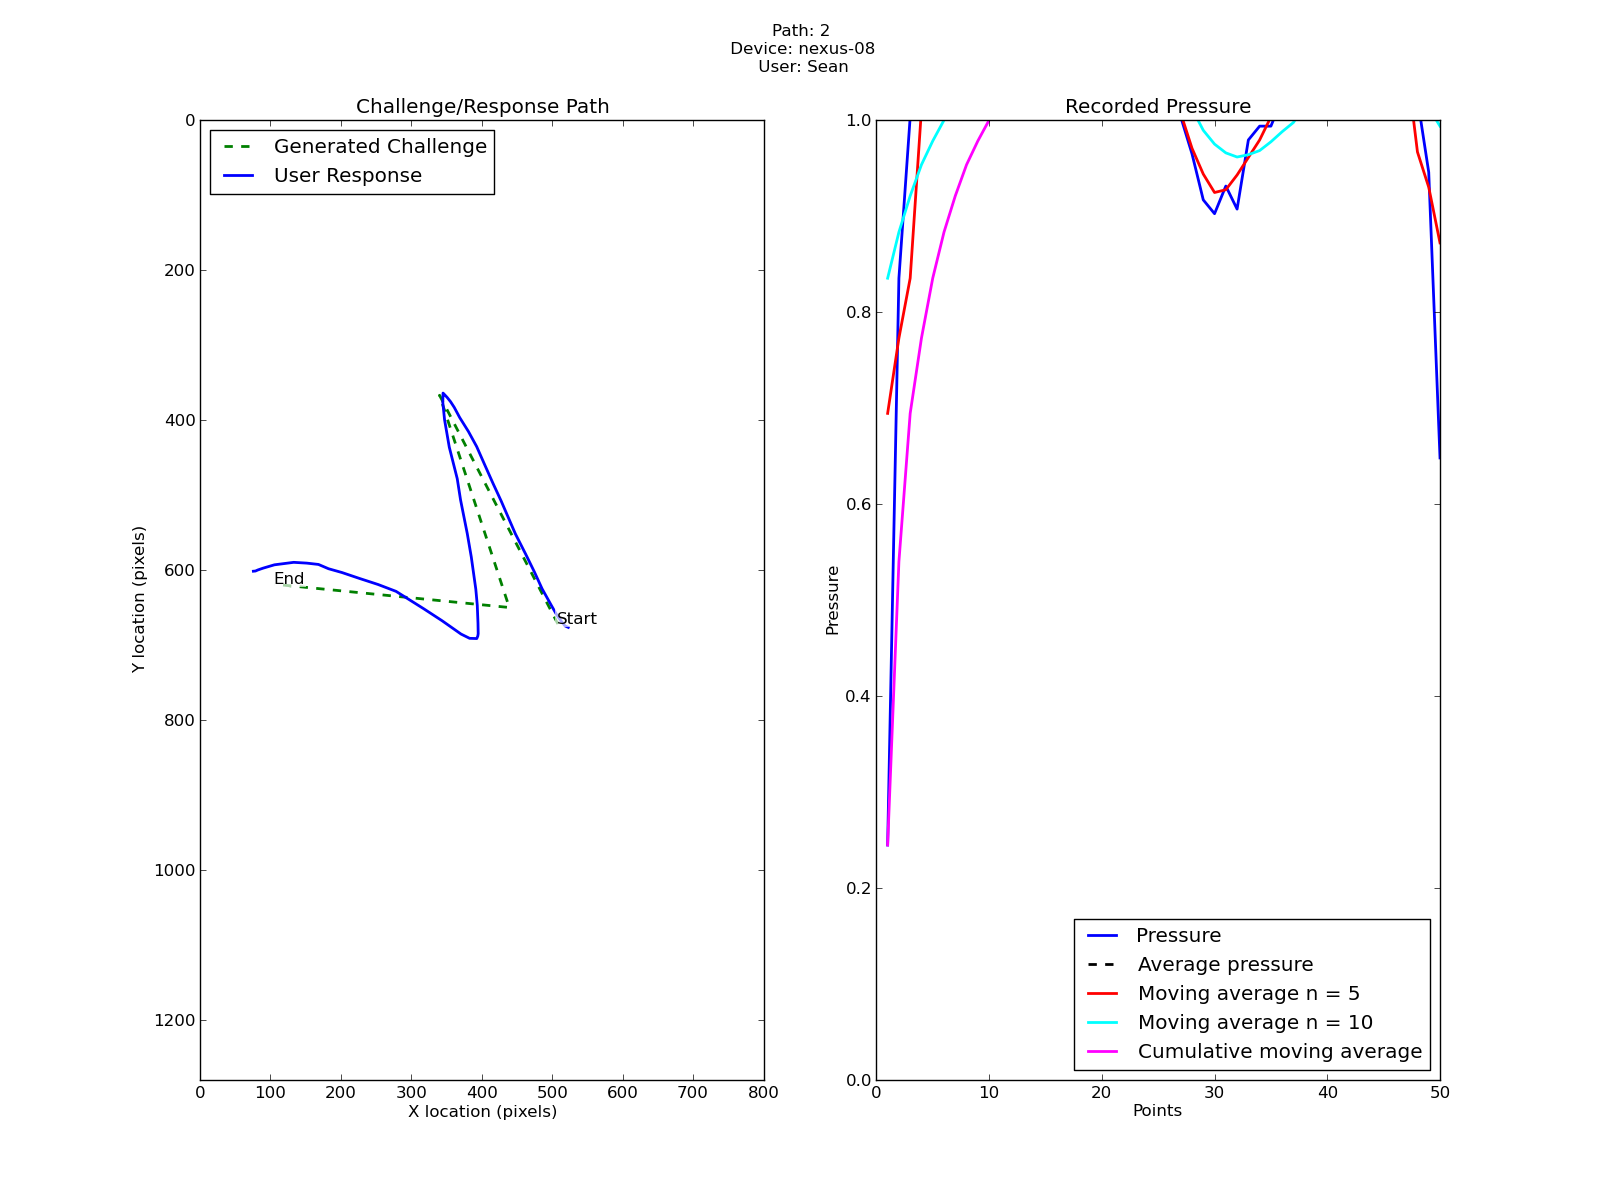 Path: 2
Device: nexus-08
User: Sean
Challenge/Response Path
Generated Challenge
User Response
0
200
400
600
800
1000
1200
Y location (pixels)
End
Start
0 100 200 300 400 500 600 700 800
X location (pixels)
Recorded Pressure
1.0
0.8
0.6
0.4
0.2
0.0
Pressure
Pressure
Average pressure
Moving average n = 5
Moving average n = 10
Cumulative moving average
0 10 20 30 40 50
Points